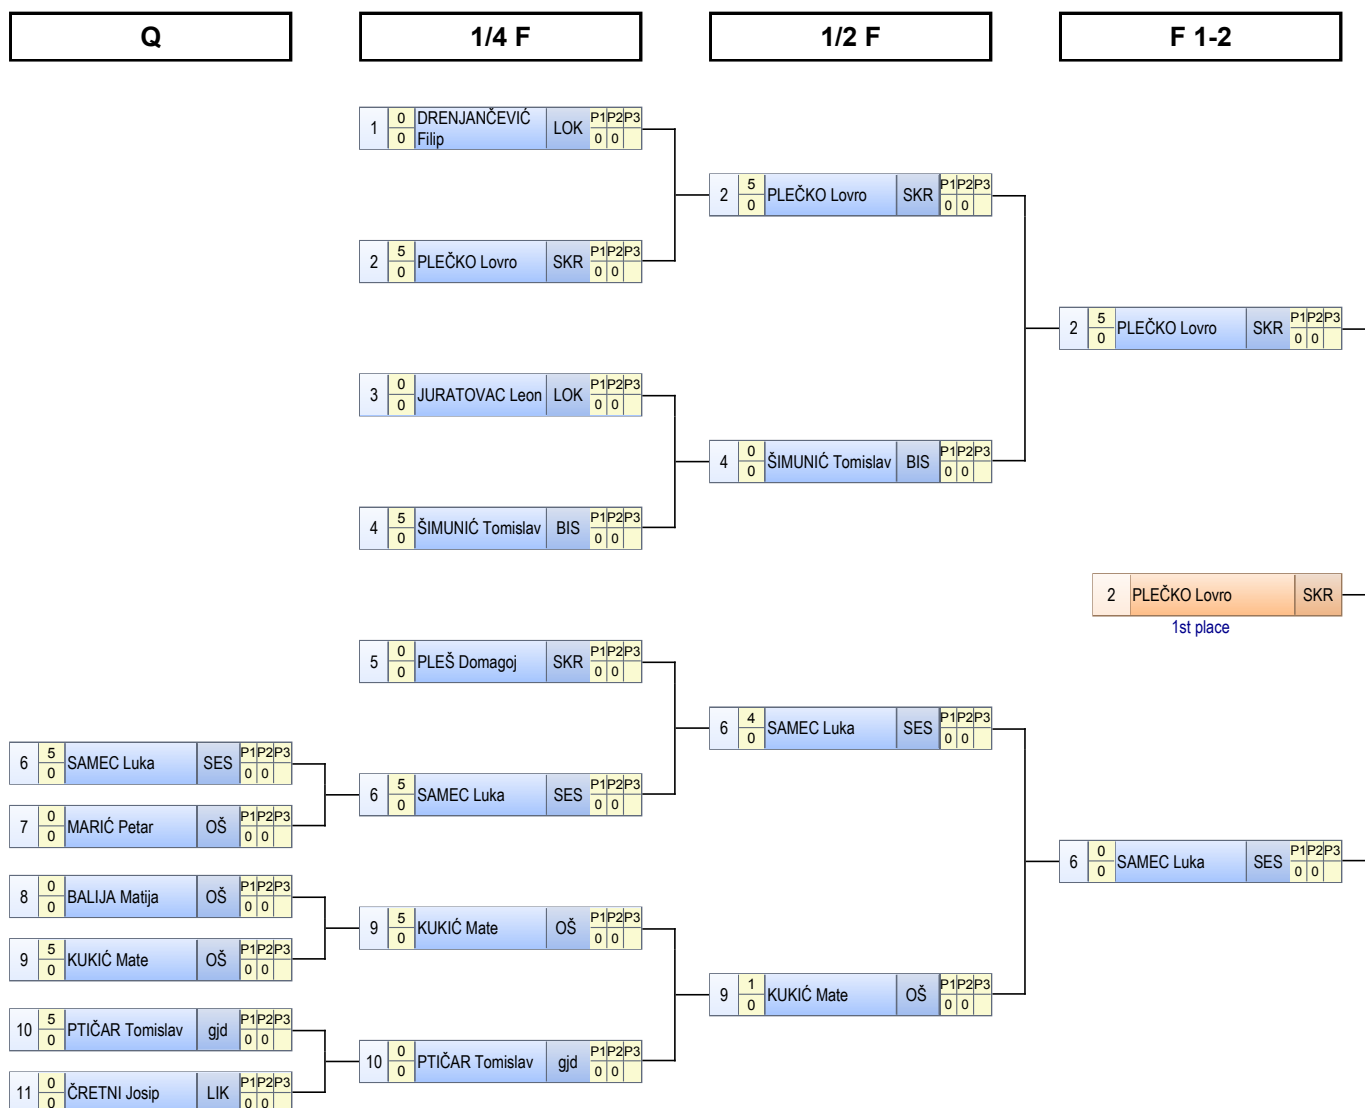 Q
1/4 F
1/2 F
F 1-2
1 0 DRENJANČEVIĆ Filip LOK P1 P2 P3
0 0 0
2 5 PLEČKO Lovro SKR P1 P2 P3
0 0 0
2 5 PLEČKO Lovro SKR P1 P2 P3
0 0 0
2 5 PLEČKO Lovro SKR P1 P2 P3
0 0 0
3 0 JURATOVAC Leon LOK P1 P2 P3
0 0 0
4 0 ŠIMUNIĆ Tomislav BIS P1 P2 P3
0 0 0
4 5 ŠIMUNIĆ Tomislav BIS P1 P2 P3
0 0 0
2 PLEČKO Lovro SKR
1st place
5 0 PLEŠ Domagoj SKR P1 P2 P3
0 0 0
6 4 SAMEC Luka SES P1 P2 P3
0 0 0
6 5 SAMEC Luka SES P1 P2 P3
0 0 0
6 5 SAMEC Luka SES P1 P2 P3
0 0 0
7 0 MARIĆ Petar OŠ P1 P2 P3
0 0 0
6 0 SAMEC Luka SES P1 P2 P3
0 0 0
8 0 BALIJA Matija OŠ P1 P2 P3
0 0 0
9 5 KUKIĆ Mate OŠ P1 P2 P3
0 0 0
9 5 KUKIĆ Mate OŠ P1 P2 P3
0 0 0
9 1 KUKIĆ Mate OŠ P1 P2 P3
0 0 0
10 5 PTIČAR Tomislav gjd P1 P2 P3
0 0 0
10 0 PTIČAR Tomislav gjd P1 P2 P3
0 0 0
11 0 ČRETNI Josip LIK P1 P2 P3
0 0 0